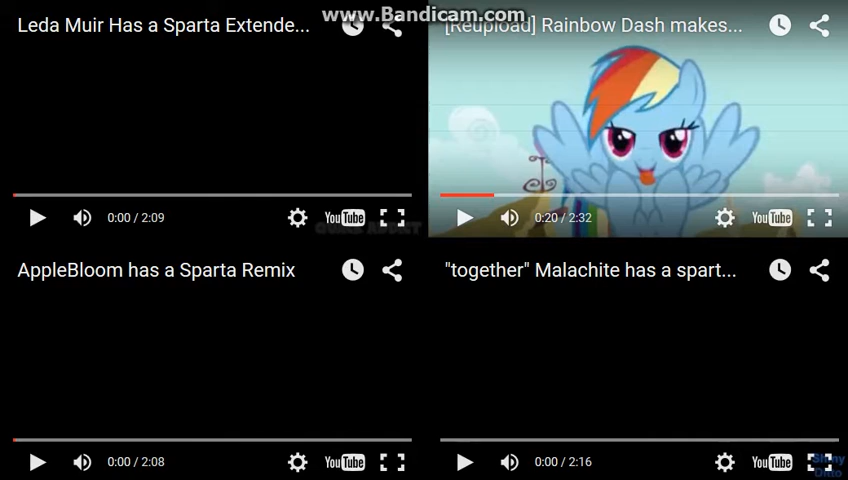 www.Bandicam.com
Leda Muir Has a Sparta Extende...
[Reupload] Rainbow Dash makes...
0:00 / 2:09
YouTube
0:20 / 2:32
YouTube
AppleBloom has a Sparta Remix
"together" Malachite has a spart...
0:00 / 2:08
YouTube
0:00 / 2:16
YouTube